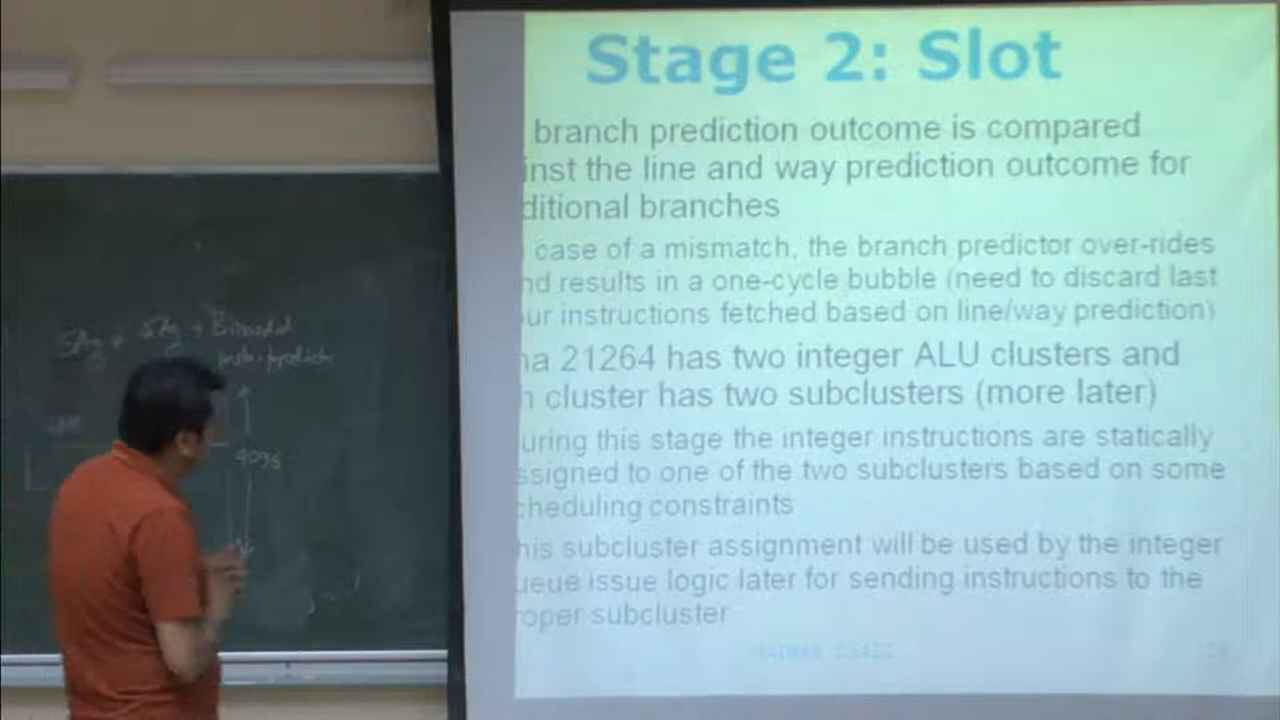 Stage 2: Slot
branch prediction outcome is compared
inst the line and way prediction outcome for
ditional branches
case of a mismatch, the branch predictor over-rides
nd results in a one-cycle bubble (need to discard last
ur instructions fetched based on line/way prediction)
ha 21264 has two integer ALU clusters and
h cluster has two subclusters (more later)
uring this stage the integer instructions are statically
ssigned to one of the two subclusters based on some
cheduling constraints
his subcluster assignment will be used by the integer
ueue issue logic later for sending instructions to the
oper subcluster
SAg + SAg + Bimodal
4096